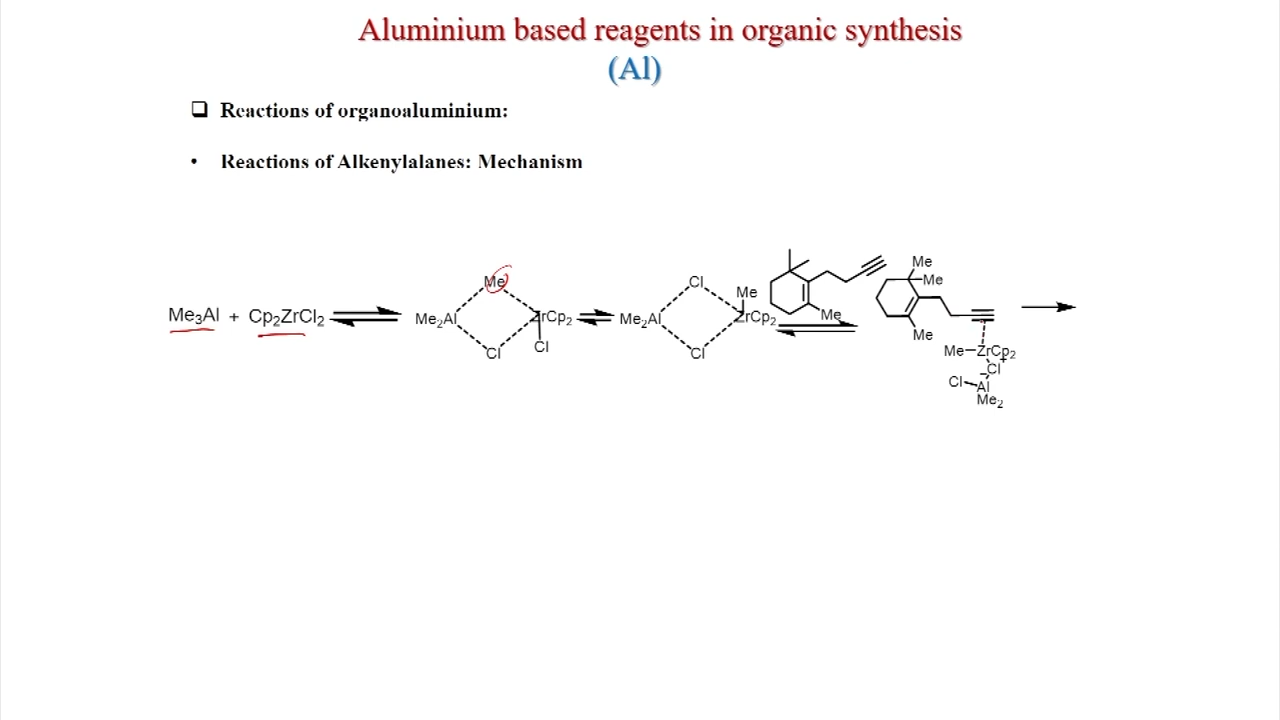 Aluminium based reagents in organic synthesis
(Al)
❑ Reactions of organoaluminium:
• Reactions of Alkenylalanes: Mechanism
Me3Al + Cp2ZrCl2
Me
Me2Al ZrCp2
Cl Cl
Cl Me
Me2Al ZrCp2
Cl
Me
Me
Me
Me
Me–ZrCp2
Cl+
Cl –Al
Me2